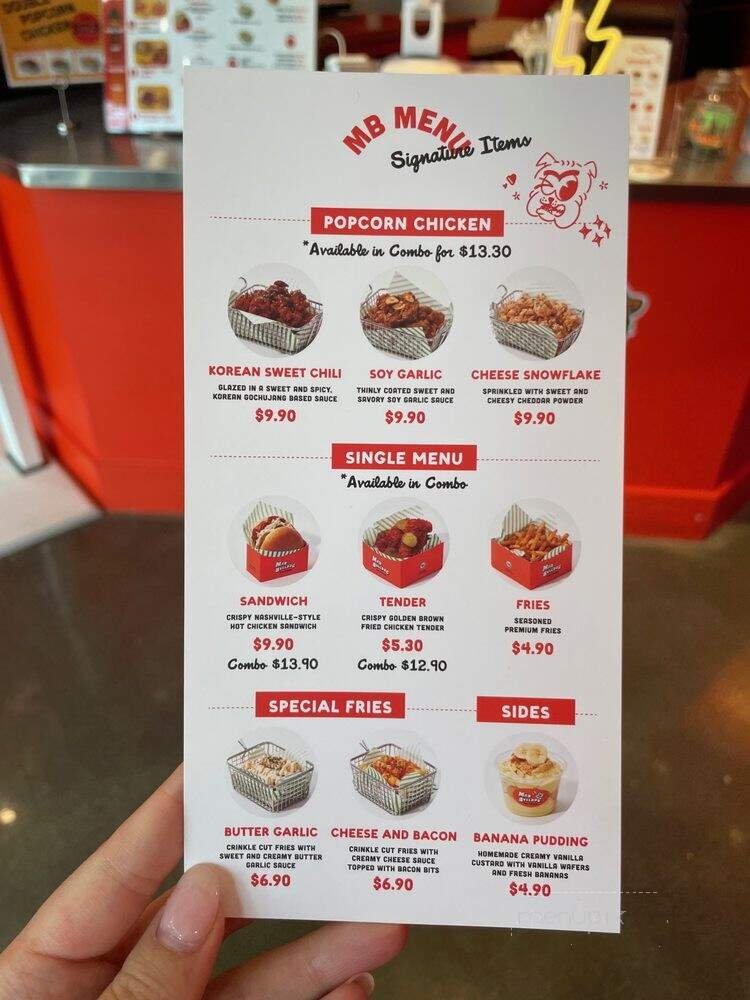 DOUBLE
POPCORN
CHICKEN
MB MENU
Signature Items
POPCORN CHICKEN
*Available in Combo for $13.30
KOREAN SWEET CHILI
GLAZED IN A SWEET AND SPICY,
KOREAN GOCHUJANG BASED SAUCE
$9.90
SOY GARLIC
THINLY COATED SWEET AND
SAVORY SOY GARLIC SAUCE
$9.90
CHEESE SNOWFLAKE
SPRINKLED WITH SWEET AND
CHEESY CHEDDAR POWDER
$9.90
SINGLE MENU
*Available in Combo
SANDWICH
CRISPY NASHVILLE-STYLE
HOT CHICKEN SANDWICH
$9.90
Combo $13.90
TENDER
CRISPY GOLDEN BROWN
FRIED CHICKEN TENDER
$5.30
Combo $12.90
FRIES
SEASONED
PREMIUM FRIES
$4.90
SPECIAL FRIES
BUTTER GARLIC
CRINKLE CUT FRIES WITH
SWEET AND CREAMY BUTTER
GARLIC SAUCE
$6.90
CHEESE AND BACON
CRINKLE CUT FRIES WITH
CREAMY CHEESE SAUCE
TOPPED WITH BACON BITS
$6.90
SIDES
BANANA PUDDING
HOMEMADE CREAMY VANILLA
CUSTARD WITH VANILLA WAFERS
AND FRESH BANANAS
$4.90